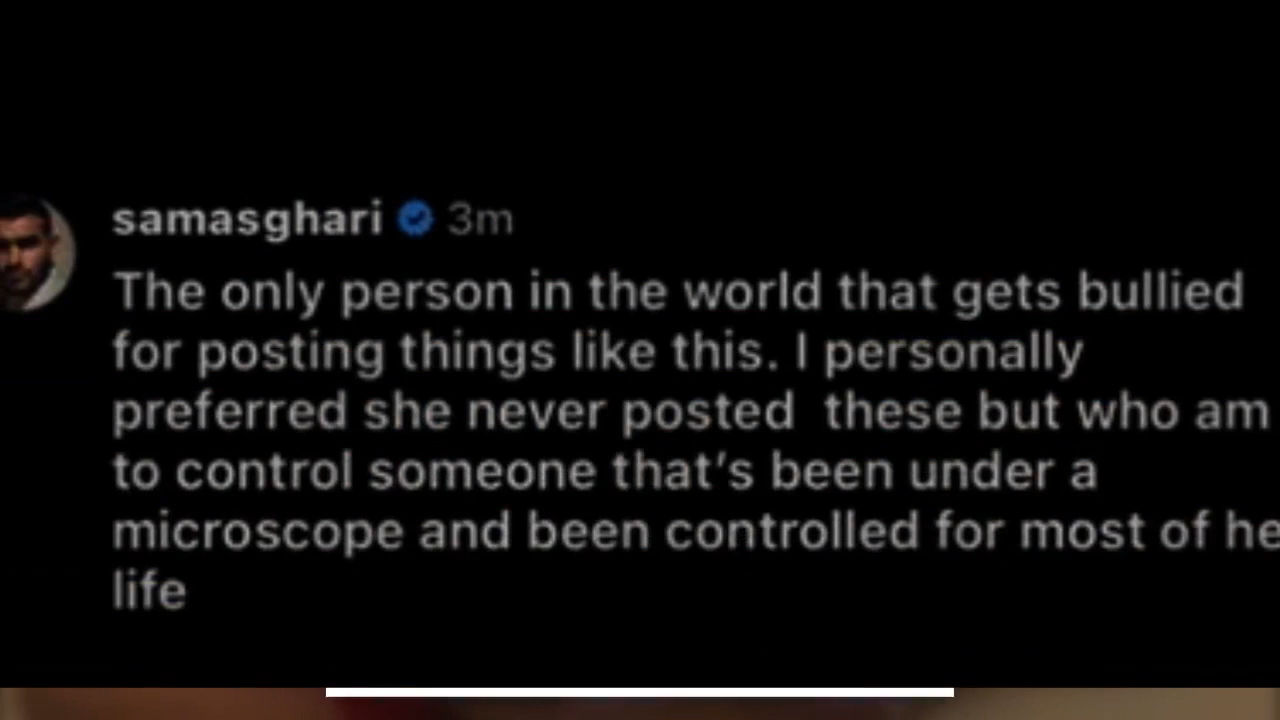 samasghari 3m
The only person in the world that gets bullied
for posting things like this. I personally
preferred she never posted these but who am
to control someone that's been under a
microscope and been controlled for most of he
life